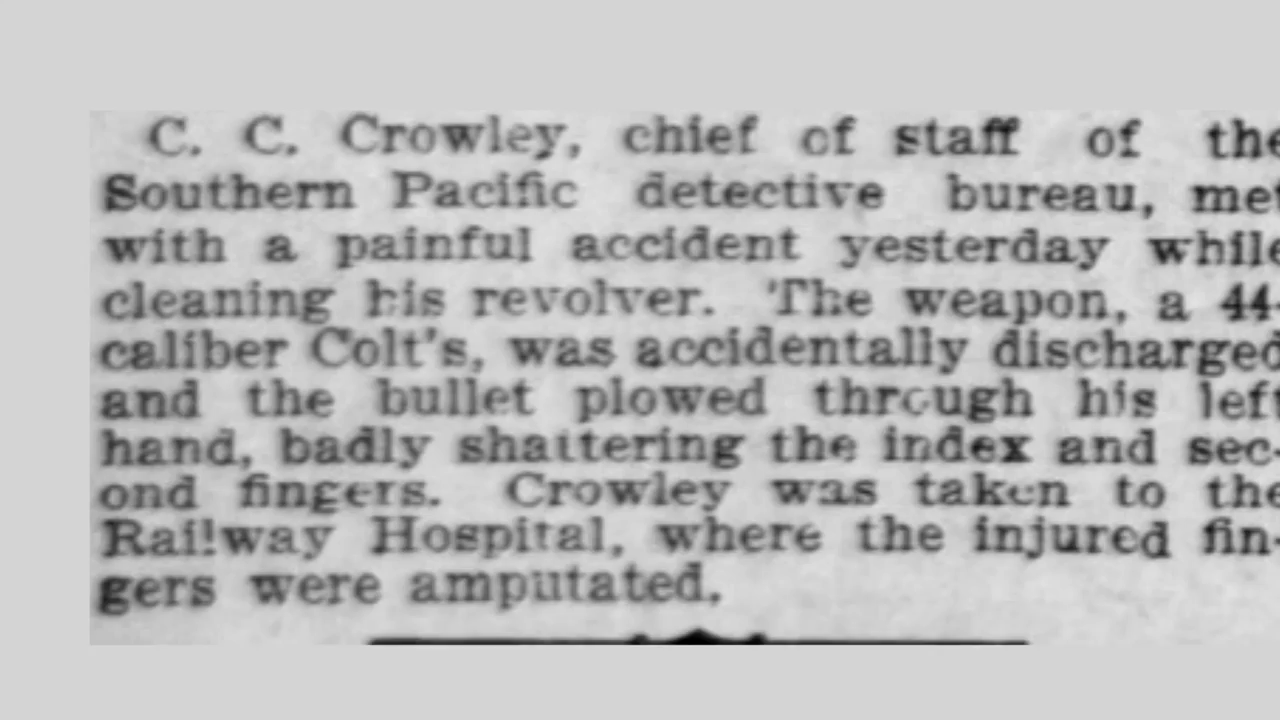 C. C. Crowley, chief of staff of the
Southern Pacific detective bureau, met
with a painful accident yesterday while
cleaning his revolver. The weapon, a 44-
caliber Colt's, was accidentally discharged
and the bullet plowed through his left
hand, badly shattering the index and sec-
ond fingers. Crowley was taken to the
Railway Hospital, where the injured fin-
gers were amputated.